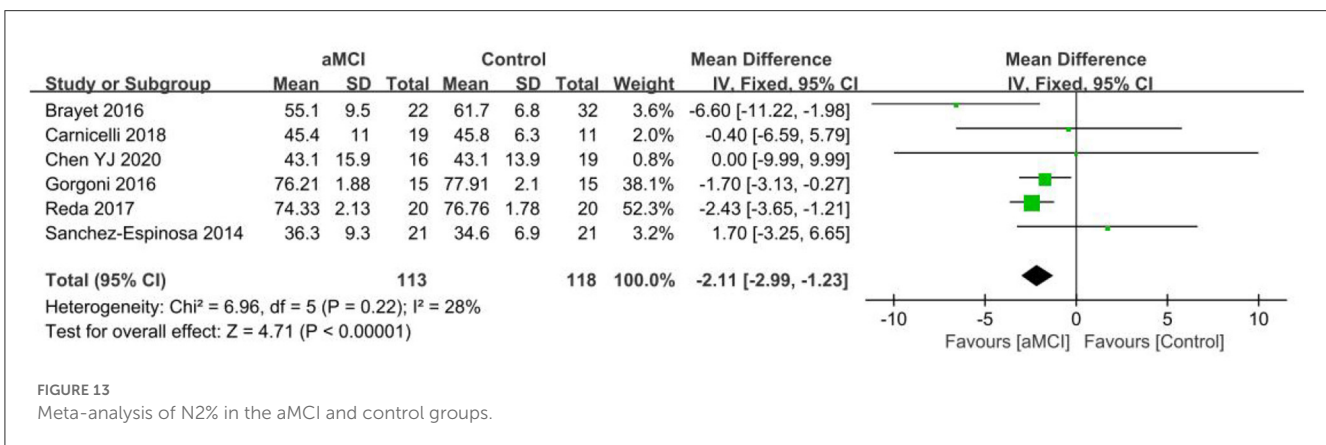 aMCI Control Mean Difference Mean Difference
Study or Subgroup Mean SD Total Mean SD Total Weight IV, Fixed, 95% CI IV, Fixed, 95% CI
Brayet 2016 55.1 9.5 22 61.7 6.8 32 3.6% -6.60 [-11.22, -1.98]
Carnicelli 2018 45.4 11 19 45.8 6.3 11 2.0% -0.40 [-6.59, 5.79]
Chen YJ 2020 43.1 15.9 16 43.1 13.9 19 0.8% 0.00 [-9.99, 9.99]
Gorgoni 2016 76.21 1.88 15 77.91 2.1 15 38.1% -1.70 [-3.13, -0.27]
Reda 2017 74.33 2.13 20 76.76 1.78 20 52.3% -2.43 [-3.65, -1.21]
Sanchez-Espinosa 2014 36.3 9.3 21 34.6 6.9 21 3.2% 1.70 [-3.25, 6.65]
Total (95% CI) 113 118 100.0% -2.11 [-2.99, -1.23]
Heterogeneity: Chi² = 6.96, df = 5 (P = 0.22); I² = 28%
Test for overall effect: Z = 4.71 (P < 0.00001)
-10 -5 0 5 10
Favours [aMCI] Favours [Control]
FIGURE 13
Meta-analysis of N2% in the aMCI and control groups.